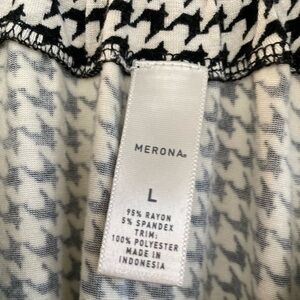 MERONA®
L
95% RAYON
5% SPANDEX
TRIM:
100% POLYESTER
MADE IN
INDONESIA